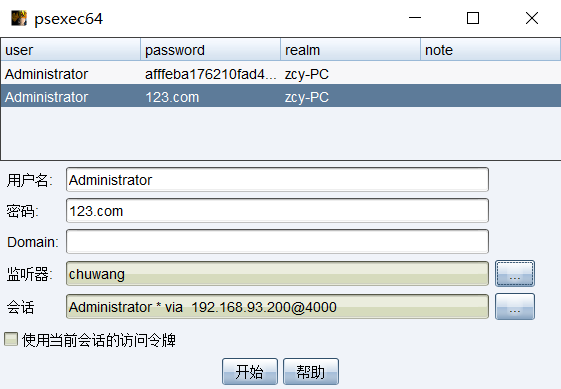 psexec64
user password realm note
Administrator afffeba176210fad4... zcy-PC
Administrator 123.com zcy-PC
用户名: Administrator
密码: 123.com
Domain:
监听器: chuwang ...
会话 Administrator * via 192.168.93.200@4000 ...
使用当前会话的访问令牌
开始 帮助